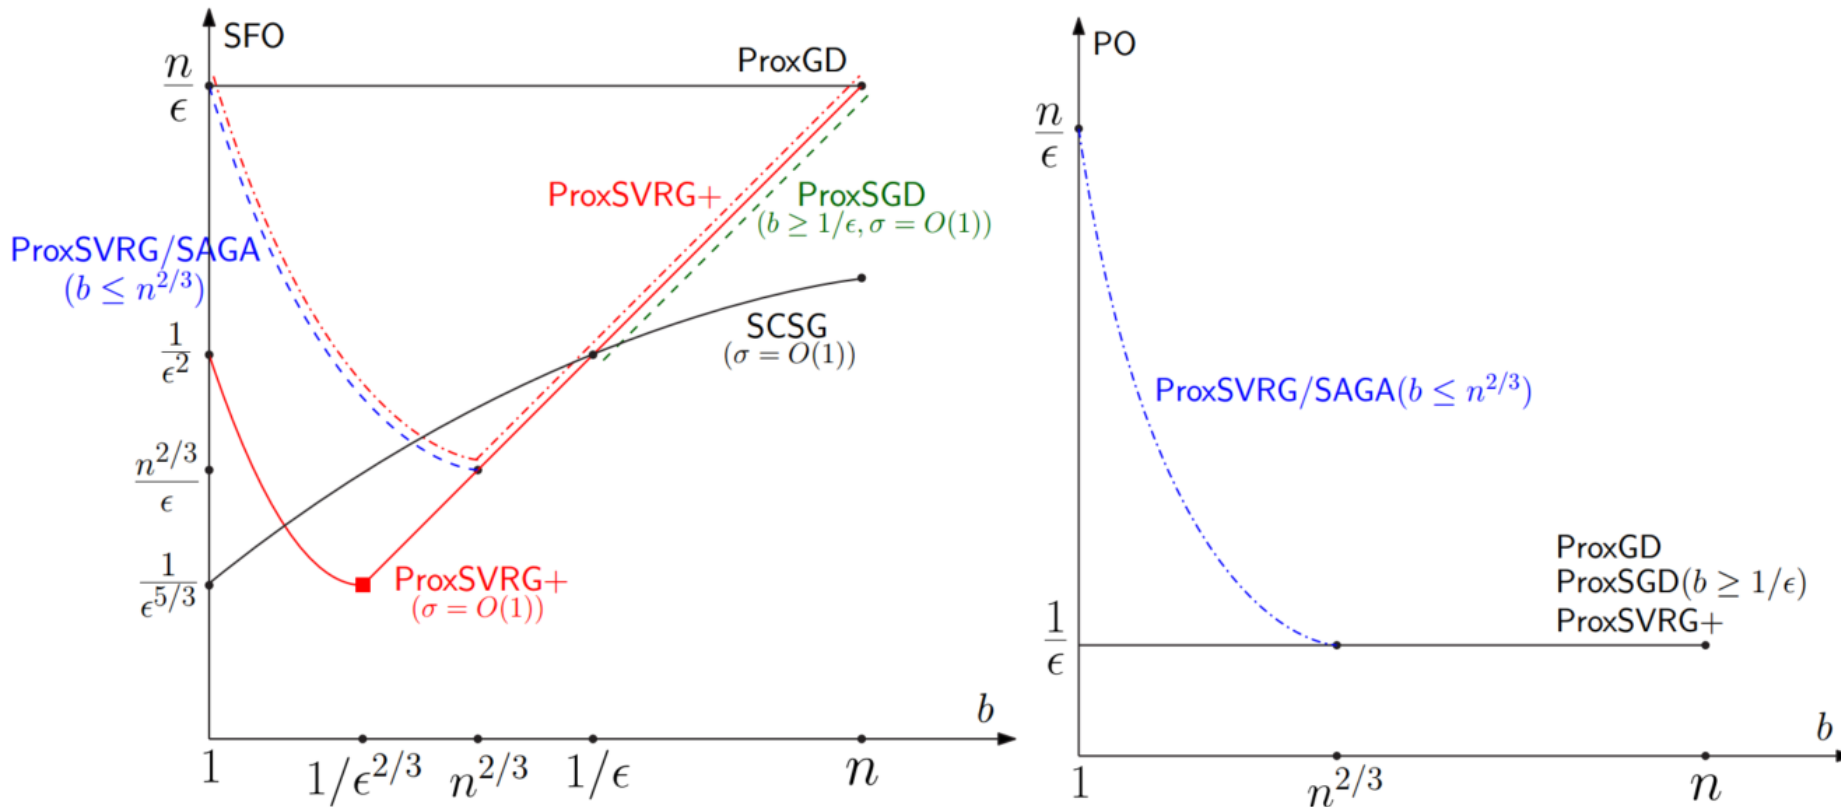 SFO
n/ϵ
ProxGD
ProxSVRG+
ProxSGD
(b ≥ 1/ϵ, σ = O(1))
ProxSVRG/SAGA
(b ≤ n^{2/3})
1/ϵ^2
SCSG
(σ = O(1))
n^{2/3}/ϵ
1/ϵ^{5/3}
ProxSVRG+
(σ = O(1))
b
1
1/ϵ^{2/3}
n^{2/3}
1/ϵ
n
PO
n/ϵ
ProxSVRG/SAGA(b ≤ n^{2/3})
ProxGD
ProxSGD(b ≥ 1/ϵ)
ProxSVRG+
1/ϵ
b
1
n^{2/3}
n